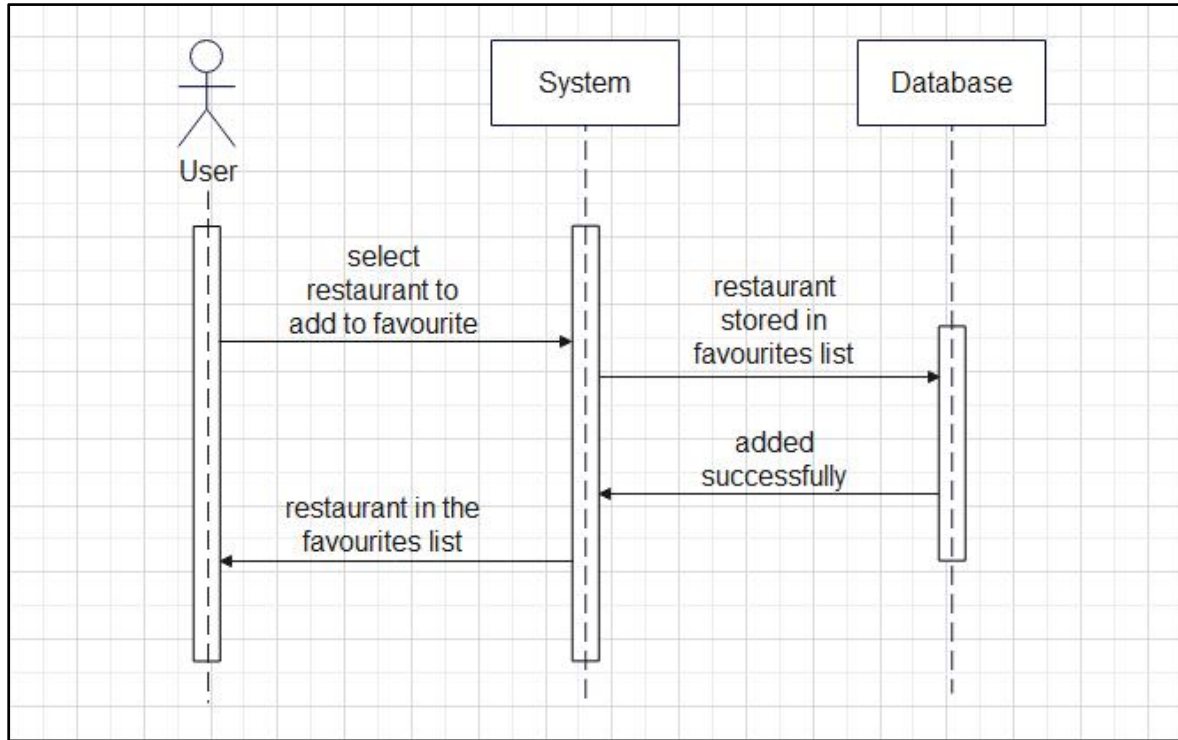 System
Database
User
select
restaurant to
add to favourite
restaurant
stored in
favourites list
added
successfully
restaurant in the
favourites list